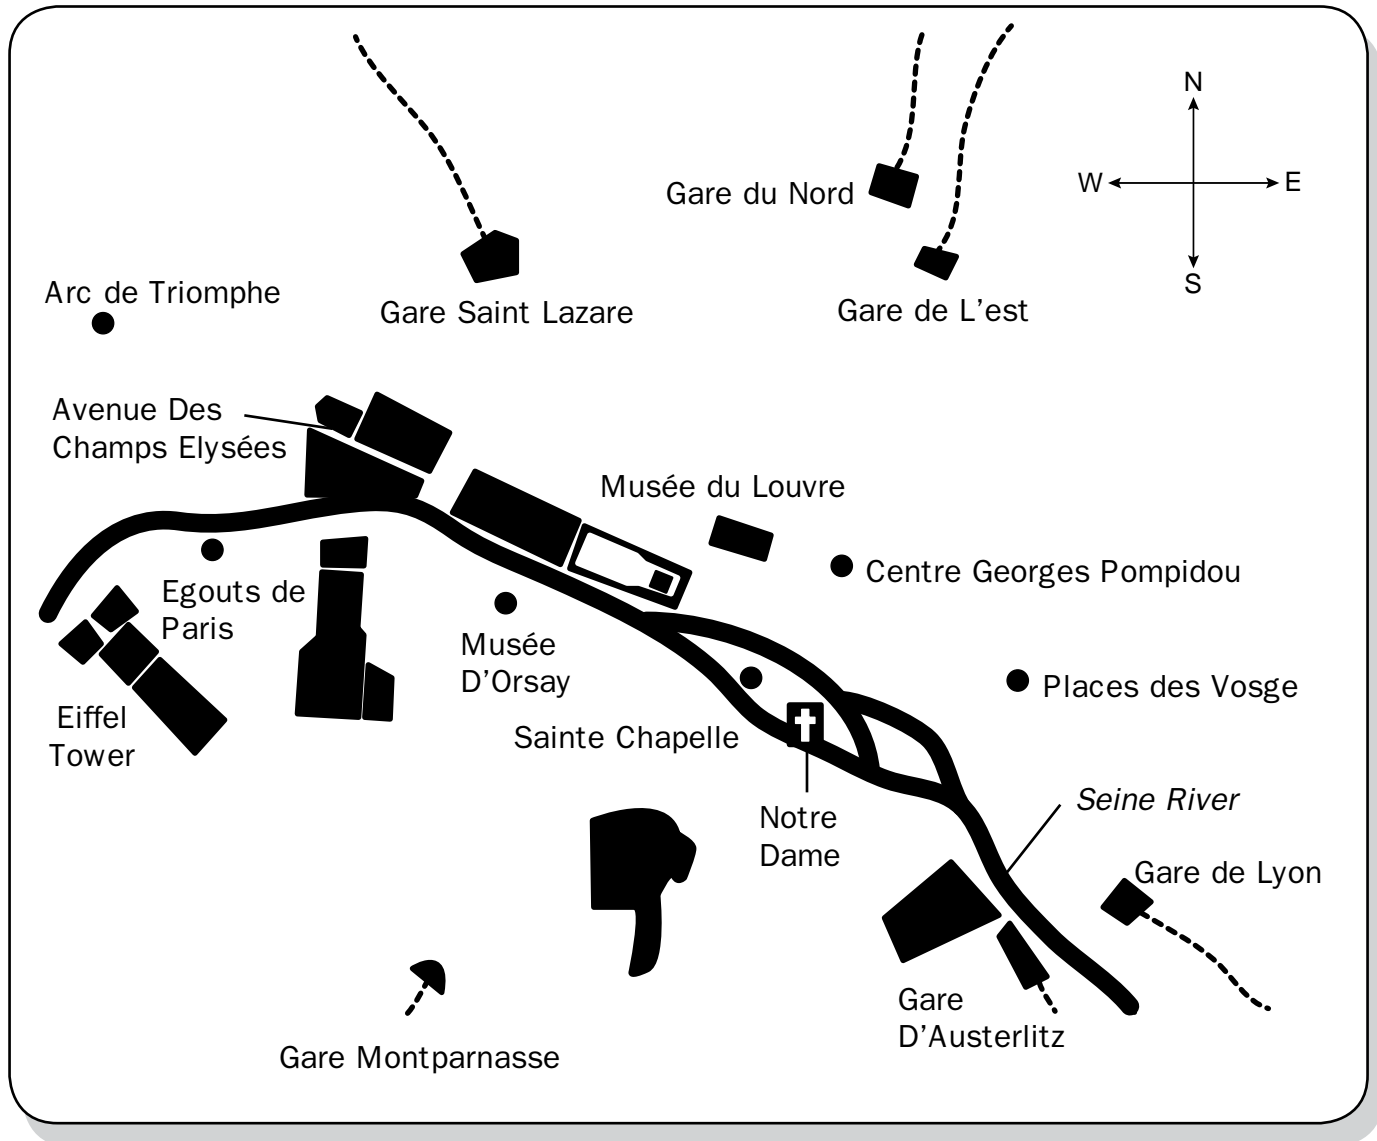 N
Gare du Nord
W
E
S
Arc de Triomphe
Gare Saint Lazare
Gare de L'est
Avenue Des
Champs Elysées
Musée du Louvre
Centre Georges Pompidou
Egouts de
Paris
Musée
D'Orsay
Places des Vosge
Eiffel
Tower
Sainte Chapelle
Seine River
Notre
Dame
Gare de Lyon
Gare
D'Austerlitz
Gare Montparnasse